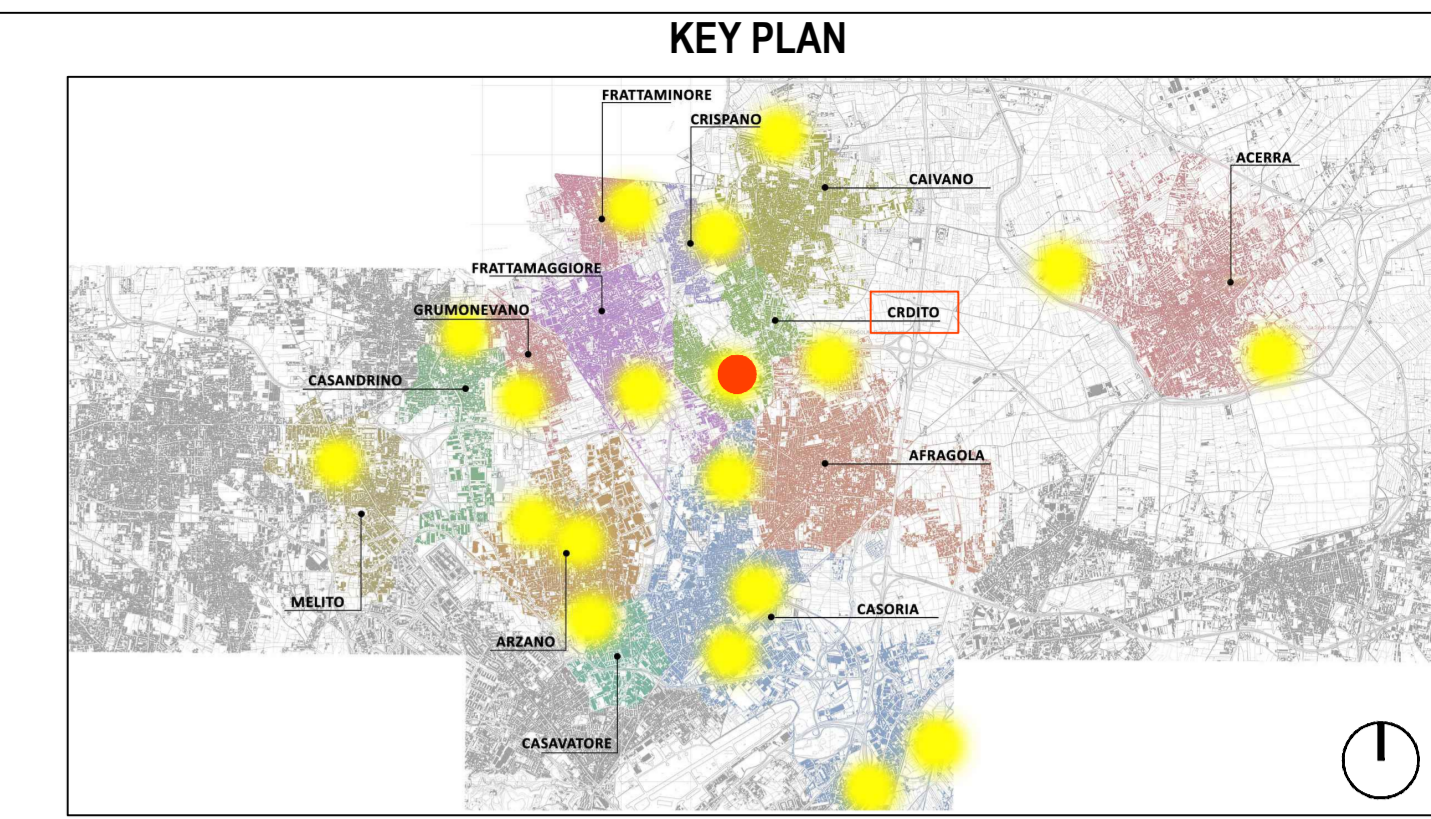 KEY PLAN
FRATTAMINORE
CRISPANO
ACERRA
CAIVANO
FRATTAMAGGIORE
GRUMONEVANO
CRDITO
CASANDRINO
AFRAGOLA
MELITO
CASORIA
ARZANO
CASAVATORE